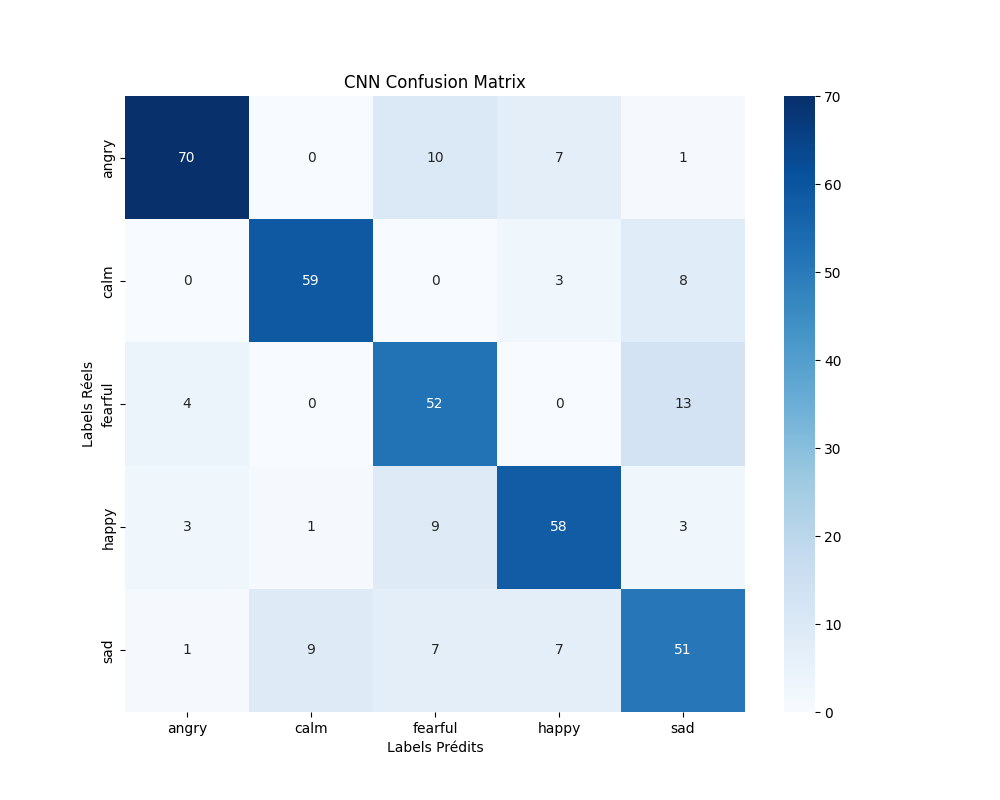 CNN Confusion Matrix
70
angry 70 0 10 7 1
60
calm 0 59 0 3 8
50
40
Labels Réels
fearful 4 0 52 0 13
30
happy 3 1 9 58 3
20
sad 1 9 7 7 51
10
0
angry calm fearful happy sad
Labels Prédits